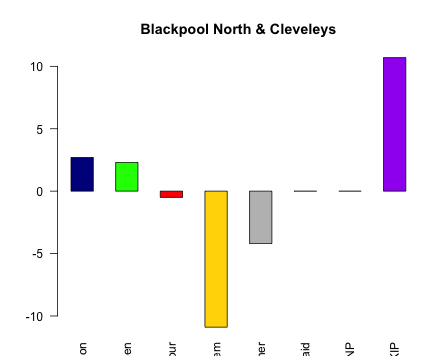 Blackpool North & Cleveleys
10
5
0
-5
-10
on
en
our
em
her
aid
NP
KIP